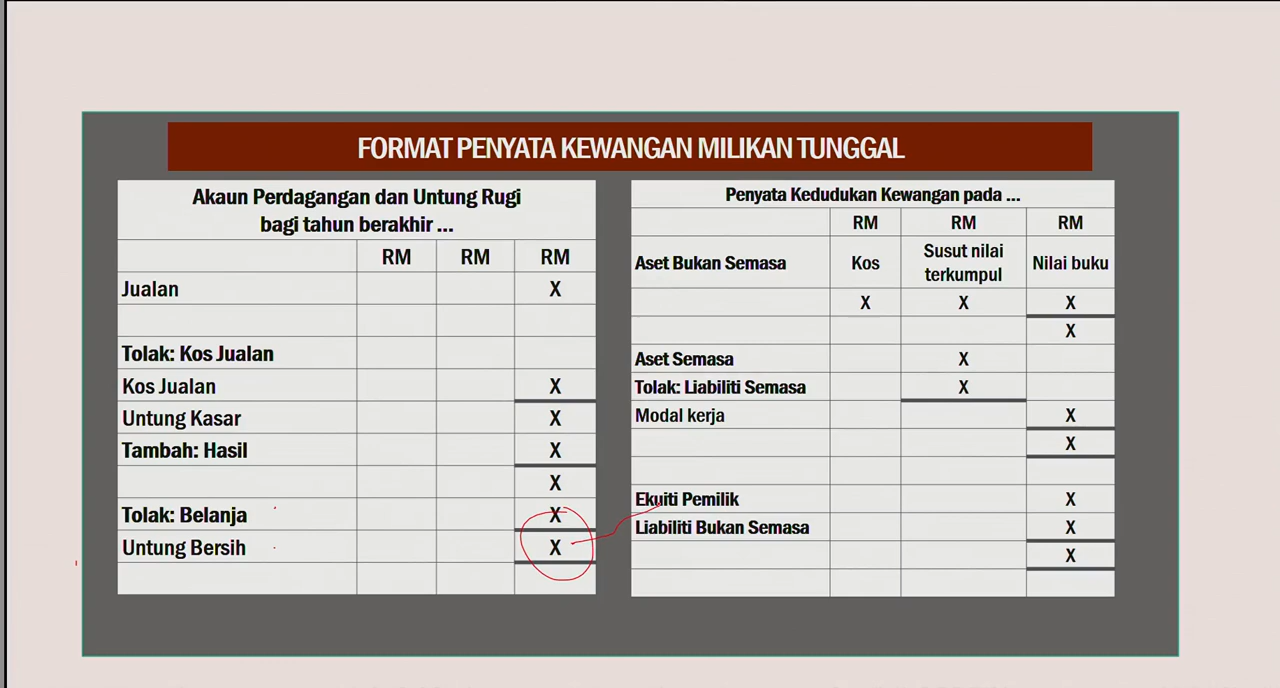 FORMAT PENYATA KEWANGAN MILIKAN TUNGGAL
Akaun Perdagangan dan Untung Rugi
bagi tahun berakhir ...
RM RM RM
Jualan X
Tolak: Kos Jualan
Kos Jualan X
Untung Kasar X
Tambah: Hasil X
X
Tolak: Belanja X
Untung Bersih X
Penyata Kedudukan Kewangan pada ...
RM RM RM
Aset Bukan Semasa Kos Susut nilai terkumpul Nilai buku
X X X
X
Aset Semasa X
Tolak: Liabiliti Semasa X
Modal kerja X
X
Ekuiti Pemilik X
Liabiliti Bukan Semasa X
X